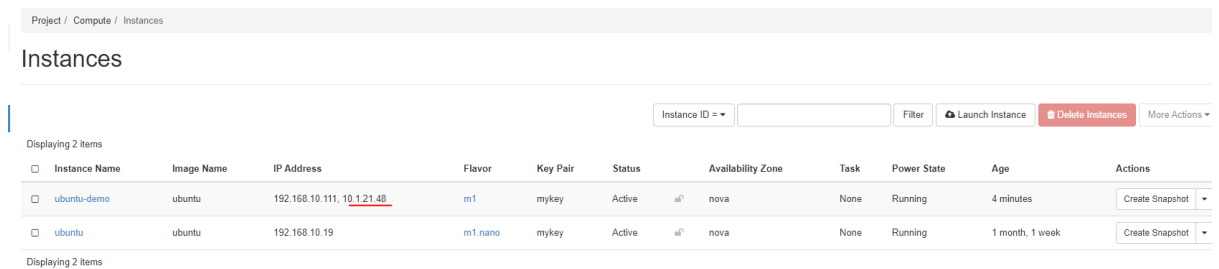 Project / Compute / Instances
Instances
Instance ID = Filter Launch Instance Delete Instances More Actions
Displaying 2 items
Instance Name Image Name IP Address Flavor Key Pair Status Availability Zone Task Power State Age Actions
ubuntu-demo ubuntu 192.168.10.111, 10.1.21.48 m1 mykey Active nova None Running 4 minutes Create Snapshot
ubuntu ubuntu 192.168.10.19 m1.nano mykey Active nova None Running 1 month, 1 week Create Snapshot
Displaying 2 items